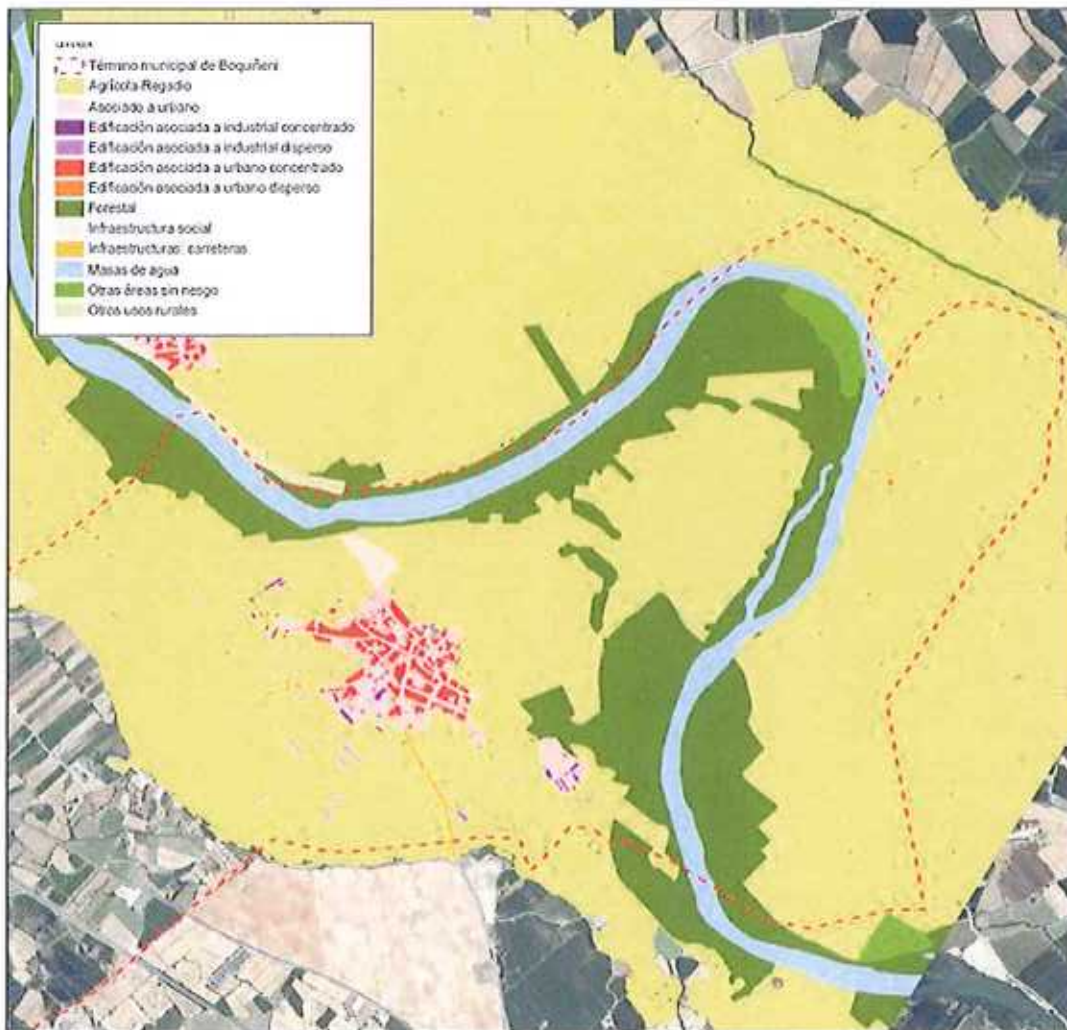 LEYENDA
Término municipal de Boquiñeni
Agrícola-Regadío
Asociado a urbano
Edificación asociada a industrial concentrado
Edificación asociada a industrial disperso
Edificación asociada a urbano concentrado
Edificación asociada a urbano disperso
Forestal
Infraestructura social
Infraestructuras: carreteras
Masas de agua
Otras áreas sin riesgo
Otros usos rurales